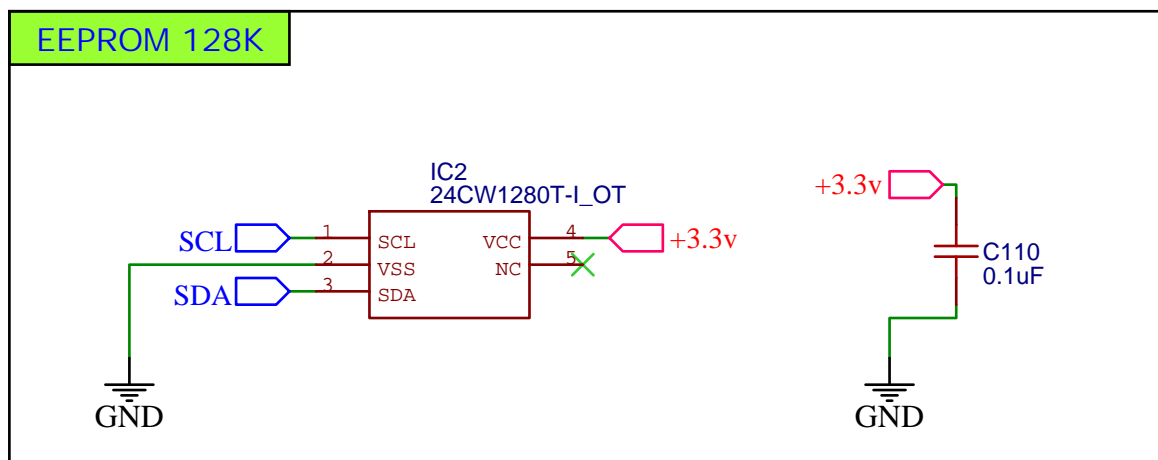 EEPROM 128K
IC2
24CW1280T-I_OT
SCL
1
SCL
VCC
4
+3.3v
2
VSS
NC
5
SDA
3
SDA
GND
+3.3v
C110
0.1uF
GND